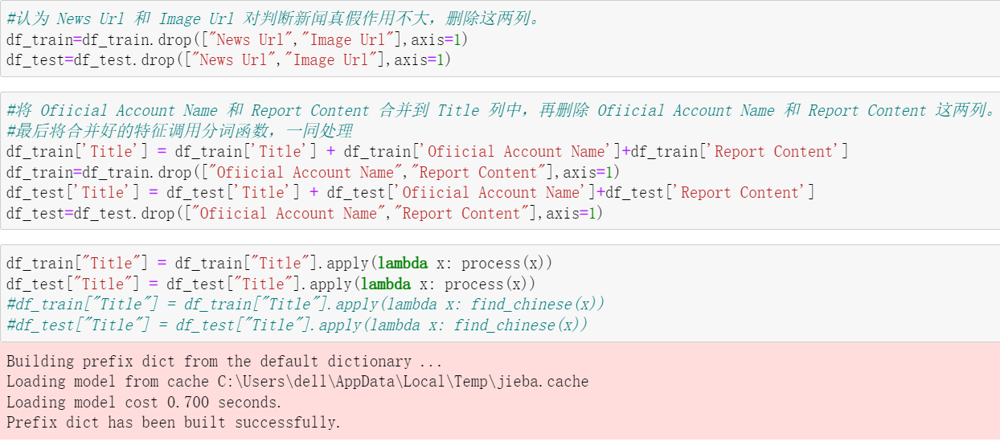 #认为 News Url 和 Image Url 对判断新闻真假作用不大，删除这两列。
df_train=df_train.drop(["News Url","Image Url"],axis=1)
df_test=df_test.drop(["News Url","Image Url"],axis=1)
#将 Ofiicial Account Name 和 Report Content 合并到 Title 列中，再删除 Ofiicial Account Name 和 Report Content 这两列。
#最后将合并好的特征调用分词函数，一同处理
df_train['Title'] = df_train['Title'] + df_train['Ofiicial Account Name']+df_train['Report Content']
df_train=df_train.drop(["Ofiicial Account Name","Report Content"],axis=1)
df_test['Title'] = df_test['Title'] + df_test['Ofiicial Account Name']+df_test['Report Content']
df_test=df_test.drop(["Ofiicial Account Name","Report Content"],axis=1)
df_train["Title"] = df_train["Title"].apply(lambda x: process(x))
df_test["Title"] = df_test["Title"].apply(lambda x: process(x))
#df_train["Title"] = df_train["Title"].apply(lambda x: find_chinese(x))
#df_test["Title"] = df_test["Title"].apply(lambda x: find_chinese(x))
Building prefix dict from the default dictionary ...
Loading model from cache C:\Users\dell\AppData\Local\Temp\jieba.cache
Loading model cost 0.700 seconds.
Prefix dict has been built successfully.